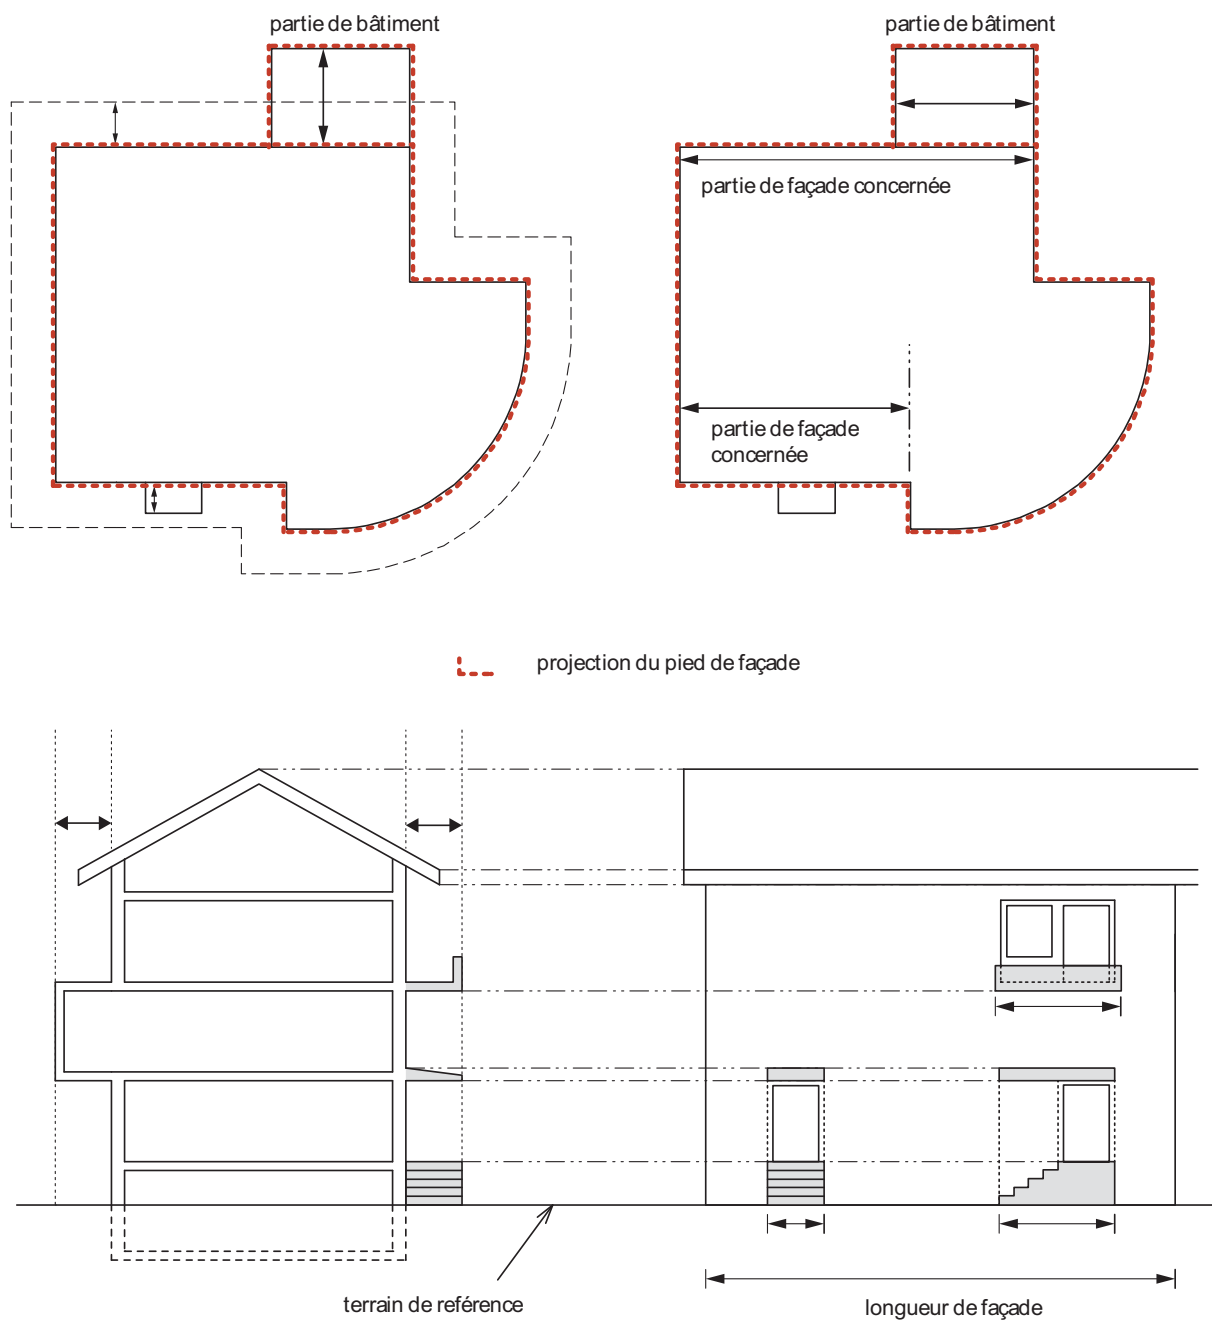 partie de bâtiment
partie de bâtiment
partie de façade concernée
partie de façade
concernée
projection du pied de façade
terrain de reférence
longueur de façade